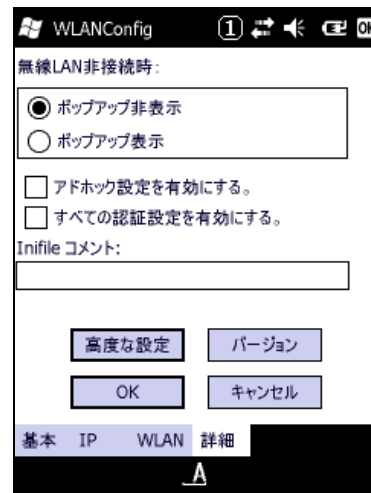 WLANConfig 1 OK
無線LAN非接続時:
ポップアップ非表示
ポップアップ表示
アドホック設定を有効にする。
すべての認証設定を有効にする。
Inifile コメント:
高度な設定 バージョン
OK キャンセル
基本 IP WLAN 詳細
A